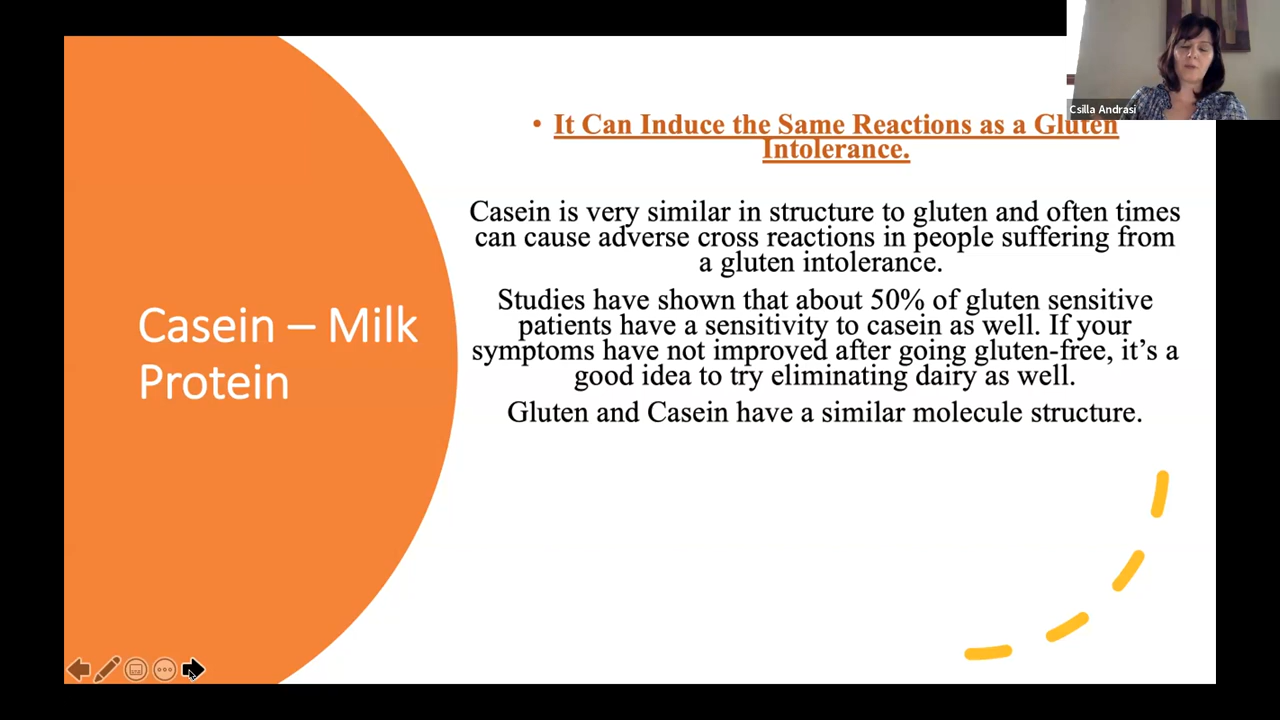 Csilla Andrasi
• It Can Induce the Same Reactions as a Gluten
Intolerance.
Casein is very similar in structure to gluten and often times
can cause adverse cross reactions in people suffering from
a gluten intolerance.
Studies have shown that about 50% of gluten sensitive
patients have a sensitivity to casein as well. If your
symptoms have not improved after going gluten-free, it’s a
good idea to try eliminating dairy as well.
Gluten and Casein have a similar molecule structure.
Casein – Milk
Protein